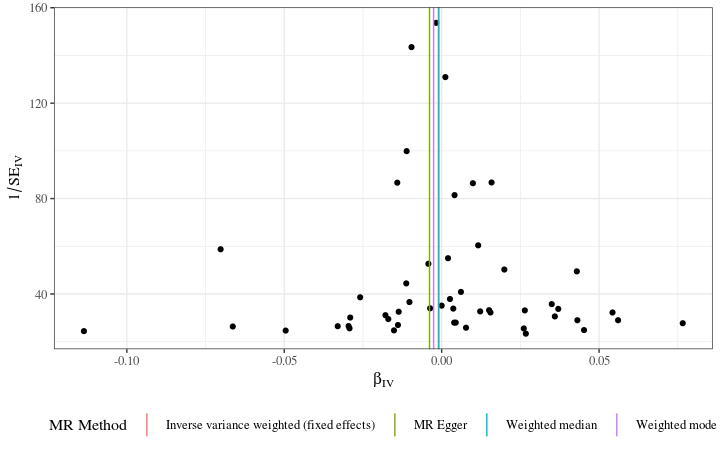 160
120
80
40
1/SE_IV
-0.10
-0.05
0.00
0.05
β_IV
MR Method
Inverse variance weighted (fixed effects)
MR Egger
Weighted median
Weighted mode